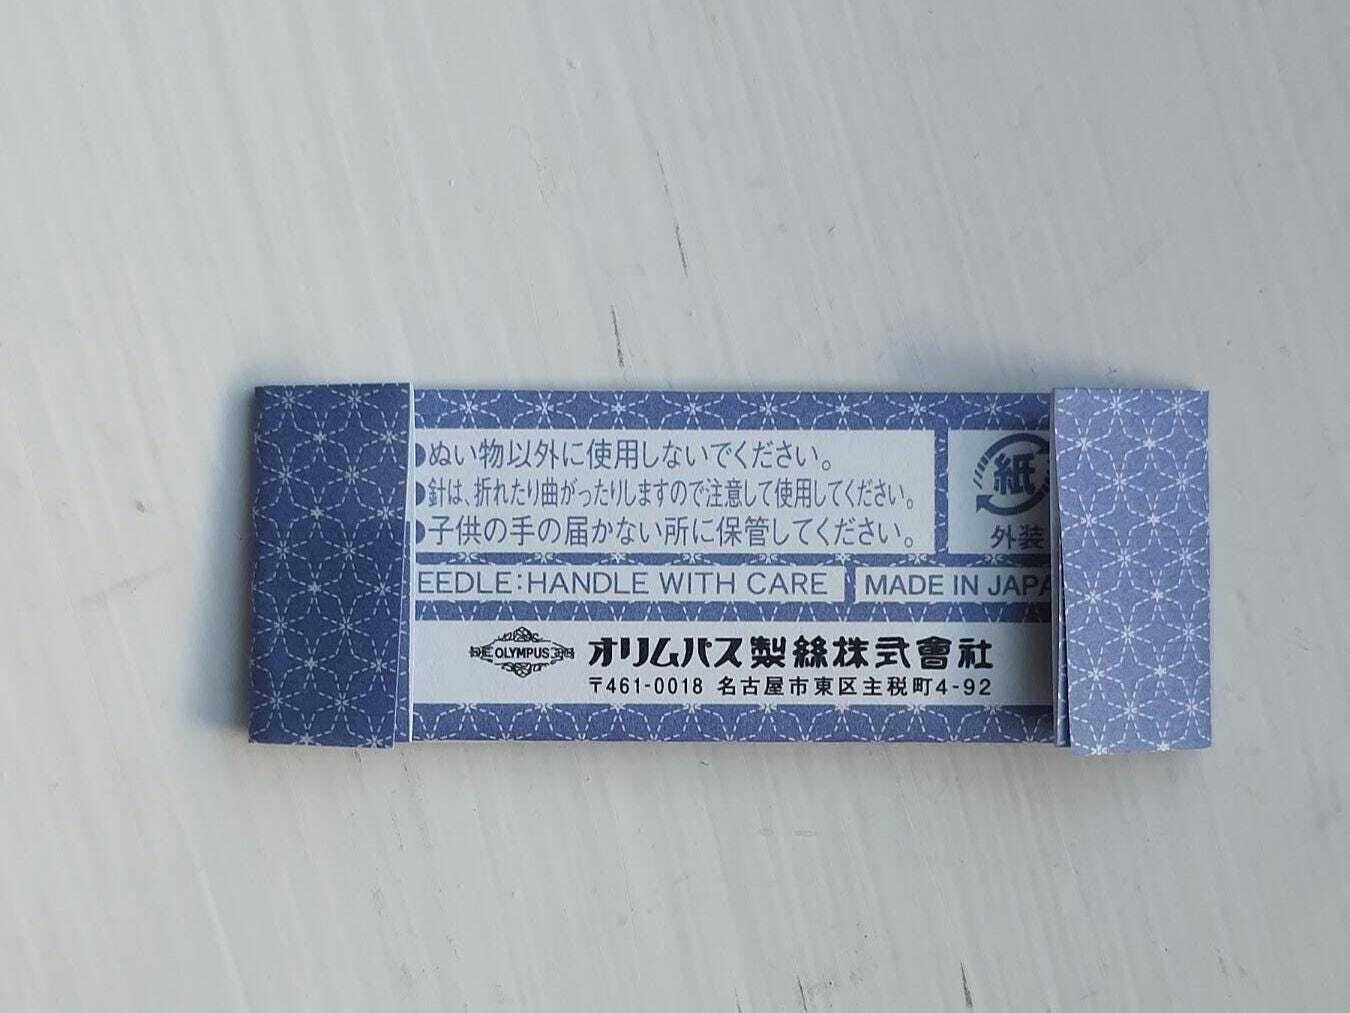 ●ぬい物以外に使用しないでください。
●針は、折れたり曲がったりしますので注意して使用してください。
●子供の手の届かない所に保管してください。
紙
外装
EEDLE:HANDLE WITH CARE
MADE IN JAPA
OLYMPUS
オリムパス製絲株式會社
〒461-0018 名古屋市東区主税町4-92